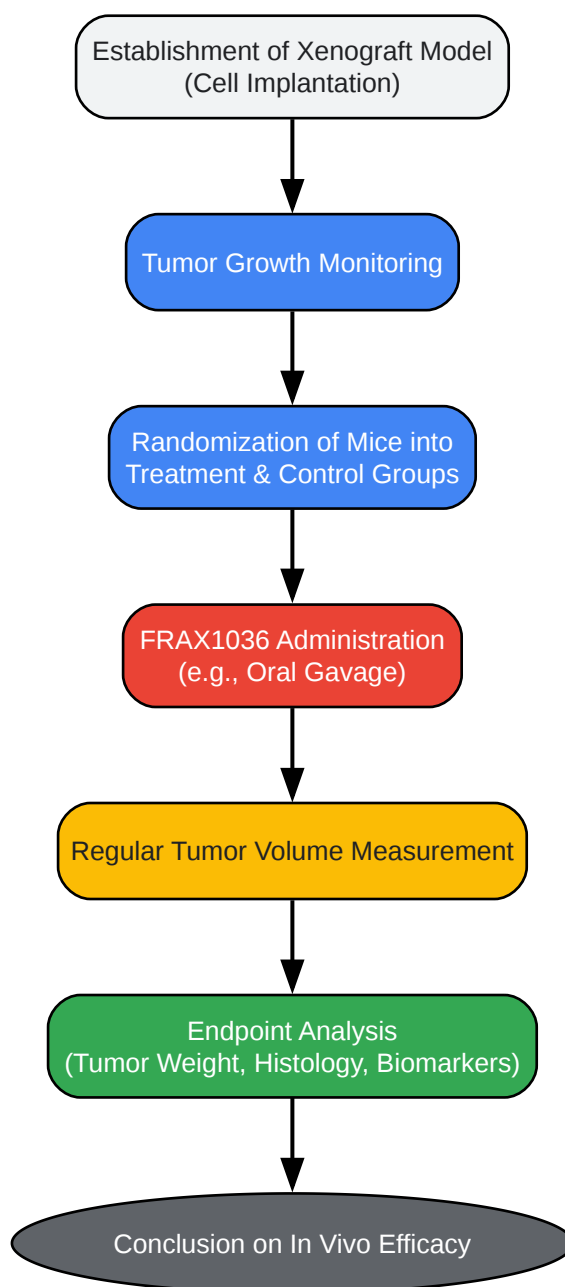 Establishment of Xenograft Model
(Cell Implantation)
Tumor Growth Monitoring
Randomization of Mice into
Treatment & Control Groups
FRAX1036 Administration
(e.g., Oral Gavage)
Regular Tumor Volume Measurement
Endpoint Analysis
(Tumor Weight, Histology, Biomarkers)
Conclusion on In Vivo Efficacy